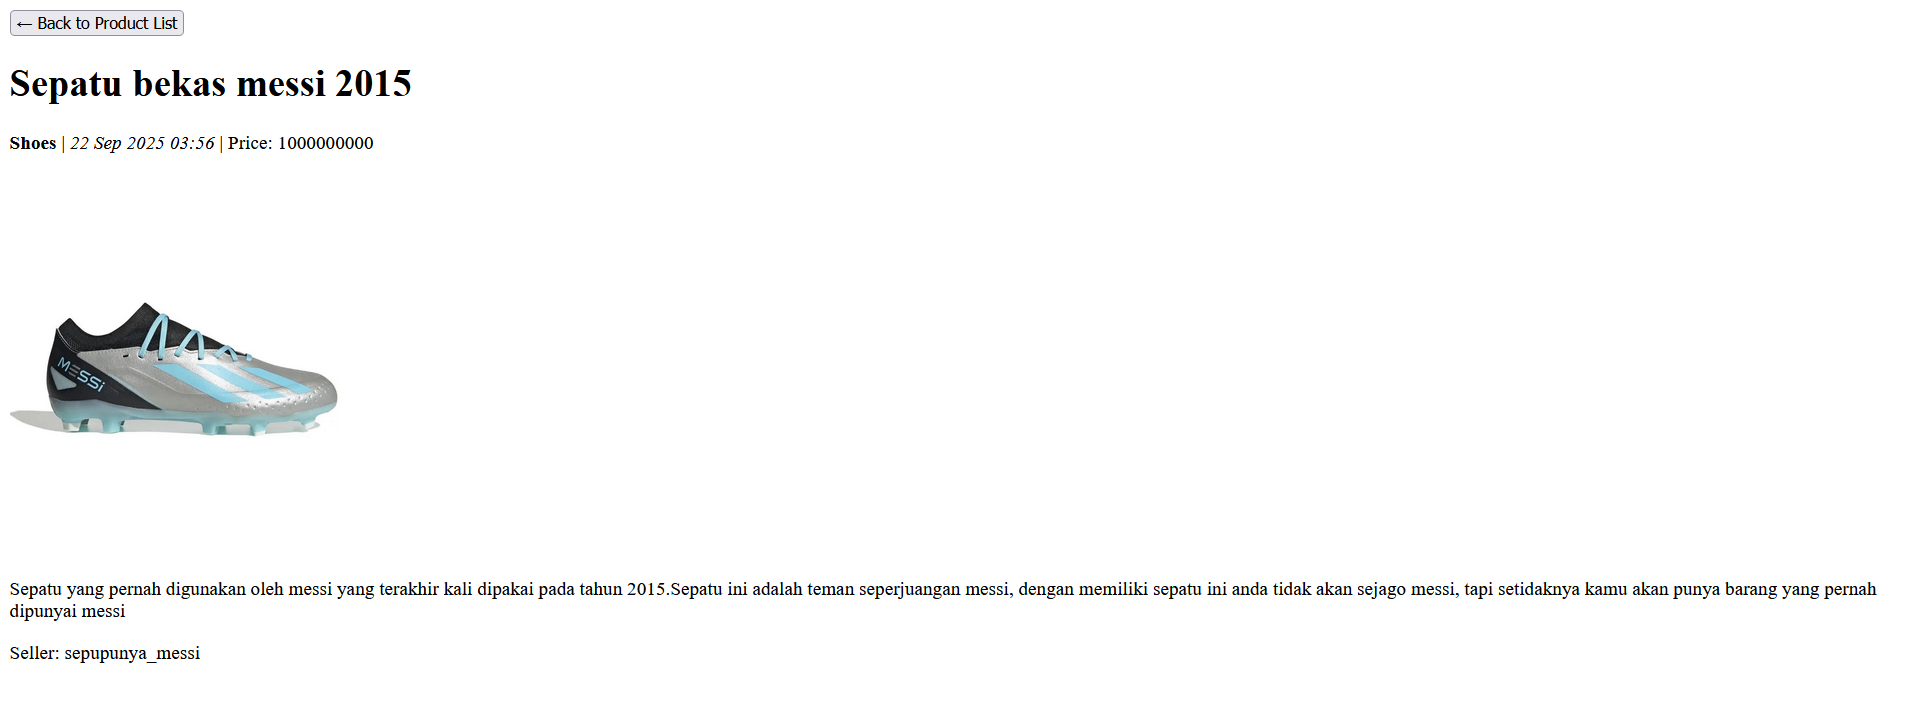 ← Back to Product List
Sepatu bekas messi 2015
Shoes | 22 Sep 2025 03:56 | Price: 1000000000
MESSi
Sepatu yang pernah digunakan oleh messi yang terakhir kali dipakai pada tahun 2015.Sepatu ini adalah teman seperjuangan messi, dengan memiliki sepatu ini anda tidak akan sejago messi, tapi setidaknya kamu akan punya barang yang pernah
dipunyai messi
Seller: sepupunya_messi